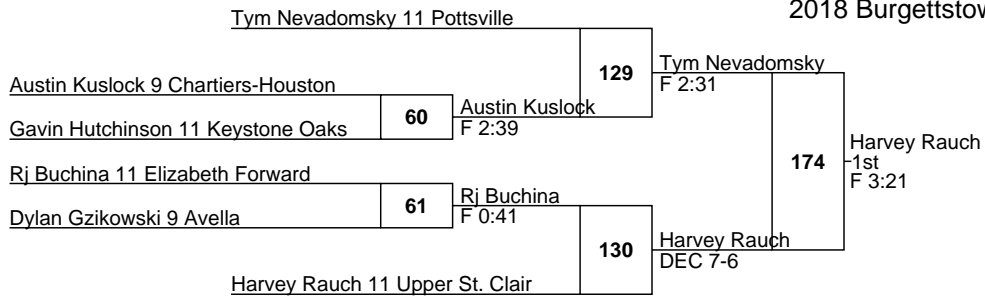 2018 Burgettstow
Tym Nevadomsky 11 Pottsville
129
Tym Nevadomsky
F 2:31
Austin Kuslock 9 Chartiers-Houston
60
Austin Kuslock
F 2:39
Gavin Hutchinson 11 Keystone Oaks
174
Harvey Rauch
1st
F 3:21
Rj Buchina 11 Elizabeth Forward
61
Rj Buchina
F 0:41
Dylan Gzikowski 9 Avella
130
Harvey Rauch
DEC 7-6
Harvey Rauch 11 Upper St. Clair